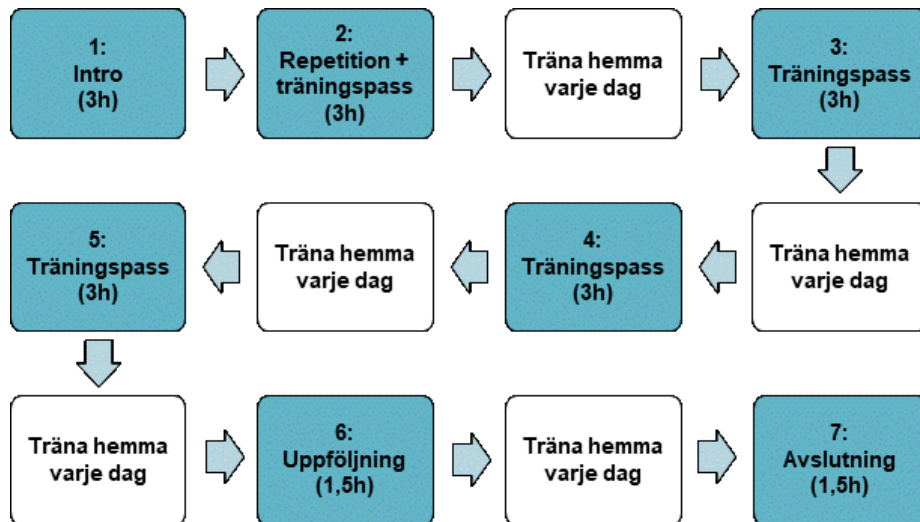 1:
Intro
(3h)
2:
Repetition +
träningspass
(3h)
Träna hemma
varje dag
3:
Träningspass
(3h)
Träna hemma
varje dag
4:
Träningspass
(3h)
Träna hemma
varje dag
5:
Träningspass
(3h)
Träna hemma
varje dag
6:
Uppföljning
(1,5h)
Träna hemma
varje dag
7:
Avslutning
(1,5h)